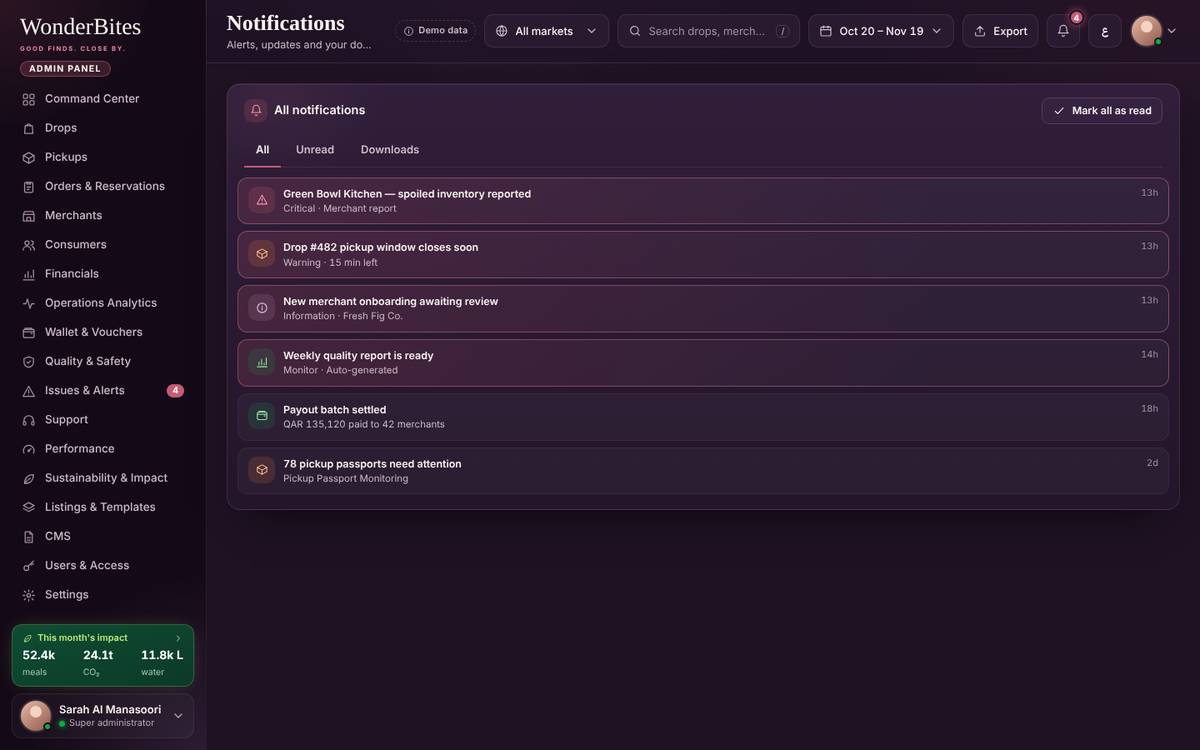 WonderBites
GOOD FINDS. CLOSE BY.
ADMIN PANEL
Command Center
Drops
Pickups
Orders & Reservations
Merchants
Consumers
Financials
Operations Analytics
Wallet & Vouchers
Quality & Safety
Issues & Alerts 4
Support
Performance
Sustainability & Impact
Listings & Templates
CMS
Users & Access
Settings
This month's impact
52.4k 24.1t 11.8k L
meals CO₂ water
Sarah Al Manasoori
Super administrator
Notifications
Alerts, updates and your do...
Demo data
All markets
Search drops, merch... /
Oct 20 – Nov 19
Export
4
ع
All notifications
Mark all as read
All Unread Downloads
Green Bowl Kitchen — spoiled inventory reported 13h
Critical · Merchant report
Drop #482 pickup window closes soon 13h
Warning · 15 min left
New merchant onboarding awaiting review 13h
Information · Fresh Fig Co.
Weekly quality report is ready 14h
Monitor · Auto-generated
Payout batch settled 18h
QAR 135,120 paid to 42 merchants
78 pickup passports need attention 2d
Pickup Passport Monitoring